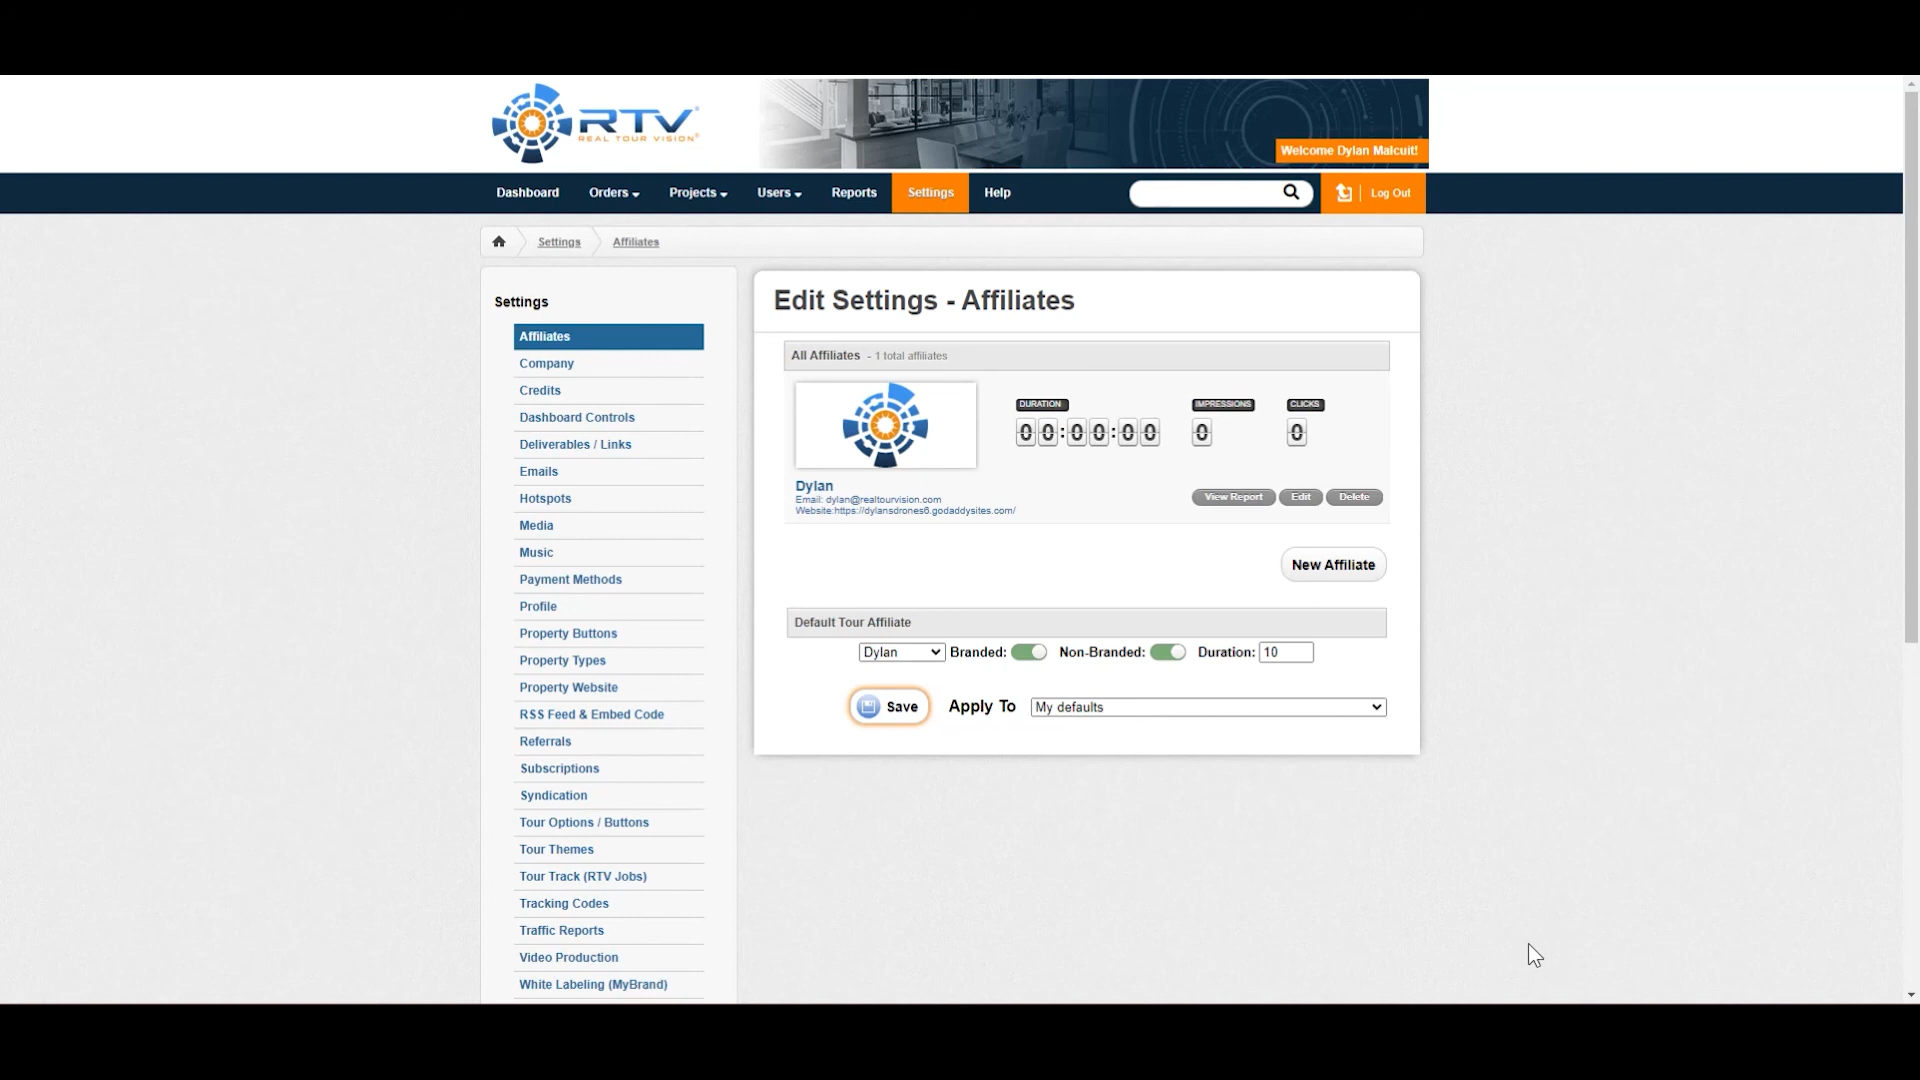 RTV®
REAL TOUR VISION®
Welcome Dylan Malcuit!
Dashboard Orders Projects Users Reports Settings Help Log Out
Settings Affiliates
Settings
Affiliates
Company
Credits
Dashboard Controls
Deliverables / Links
Emails
Hotspots
Media
Music
Payment Methods
Profile
Property Buttons
Property Types
Property Website
RSS Feed & Embed Code
Referrals
Subscriptions
Syndication
Tour Options / Buttons
Tour Themes
Tour Track (RTV Jobs)
Tracking Codes
Traffic Reports
Video Production
White Labeling (MyBrand)
Edit Settings - Affiliates
All Affiliates - 1 total affiliates
DURATION IMPRESSIONS CLICKS
00:00:00 0 0
Dylan
Email: dylan@realtourvision.com
Website:https://dylansdrones6.godaddysites.com/
View Report Edit Delete
New Affiliate
Default Tour Affiliate
Dylan Branded: Non-Branded: Duration: 10
Save Apply To My defaults